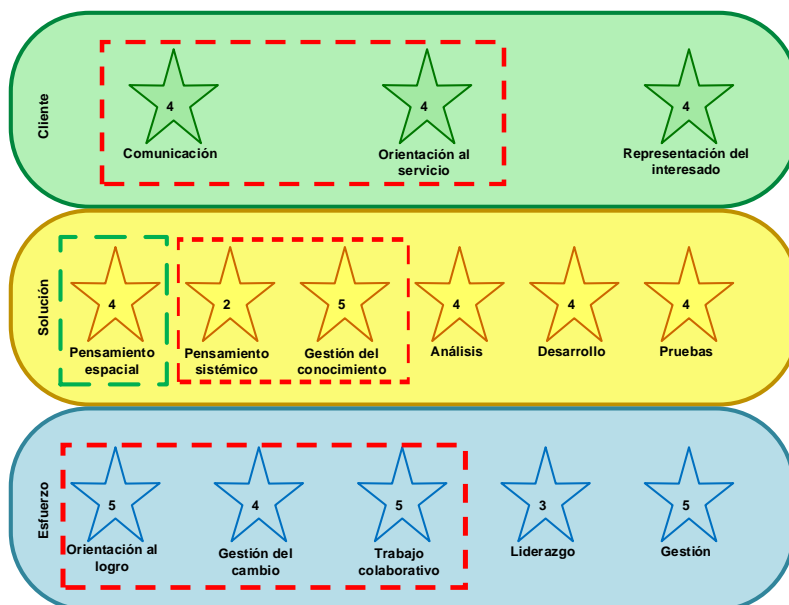 Cliente
4
4
4
Comunicación
Orientación al
servicio
Representación del
interesado
Solución
4
2
5
4
4
4
Pensamiento
espacial
Pensamiento
sistémico
Gestión del
conocimiento
Análisis
Desarrollo
Pruebas
Esfuerzo
5
4
5
3
5
Orientación al
logro
Gestión del
cambio
Trabajo
colaborativo
Liderazgo
Gestión